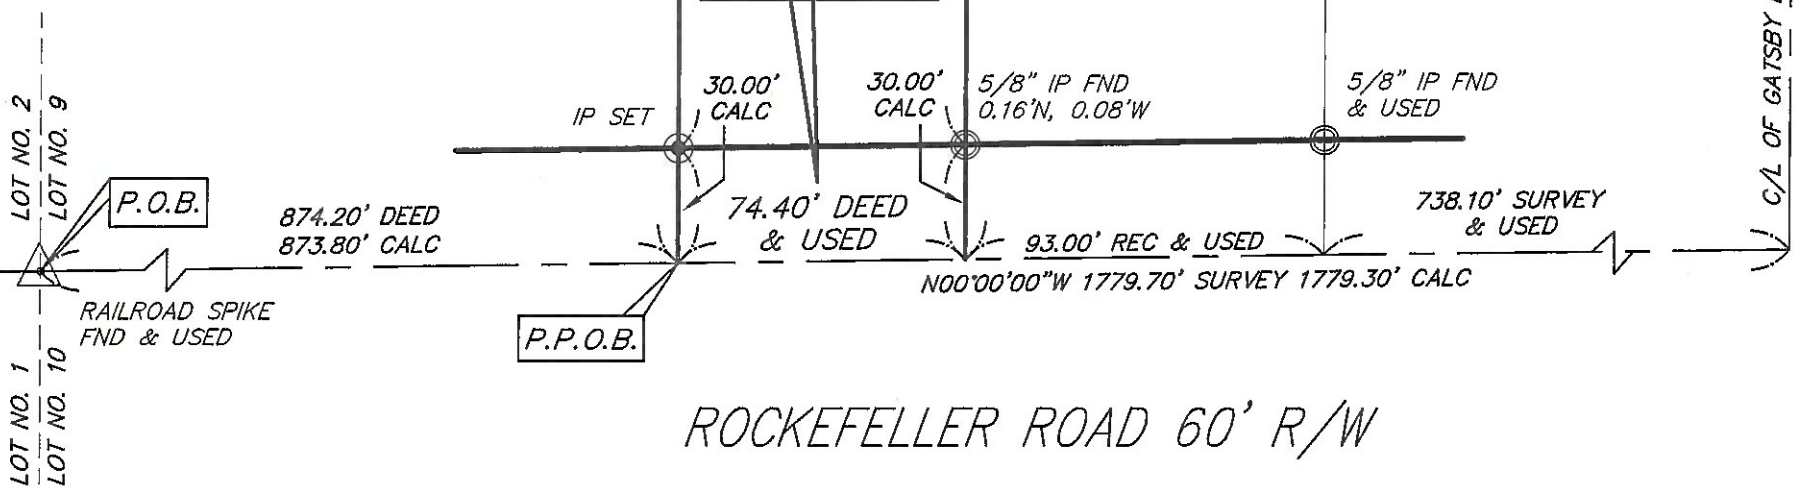 LOT NO. 2
LOT NO. 9
P.O.B.
874.20' DEED
873.80' CALC
RAILROAD SPIKE
FND & USED
LOT NO. 1
LOT NO. 10
IP SET
30.00'
CALC
74.40' DEED
& USED
30.00'
CALC
5/8" IP FND
0.16'N, 0.08'W
5/8" IP FND
& USED
93.00' REC & USED
738.10' SURVEY
& USED
N00°00'00"W 1779.70' SURVEY 1779.30' CALC
P.P.O.B.
C/L OF GATSBY
ROCKEFELLER ROAD 60' R/W